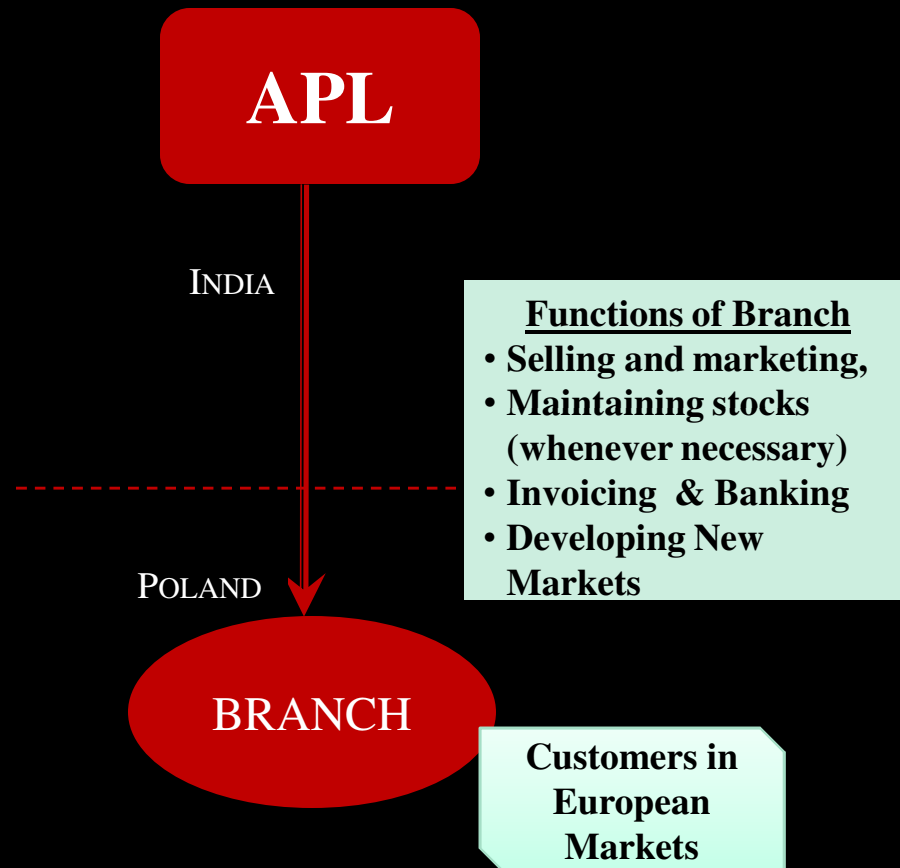 APL
INDIA
Functions of Branch
• Selling and marketing,
• Maintaining stocks
(whenever necessary)
• Invoicing & Banking
• Developing New
Markets
POLAND
BRANCH
Customers in
European
Markets